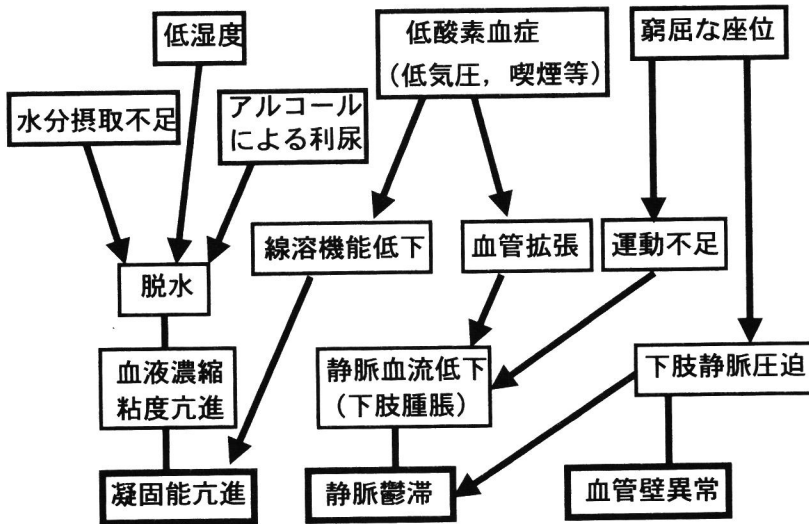 低湿度
低酸素血症
(低気圧，喫煙等)
窮屈な座位
水分摂取不足
アルコール
による利尿
線溶機能低下
血管拡張
運動不足
脱水
血液濃縮
粘度亢進
静脈血流低下
(下肢腫脹)
下肢静脈圧迫
凝固能亢進
静脈鬱滞
血管壁異常